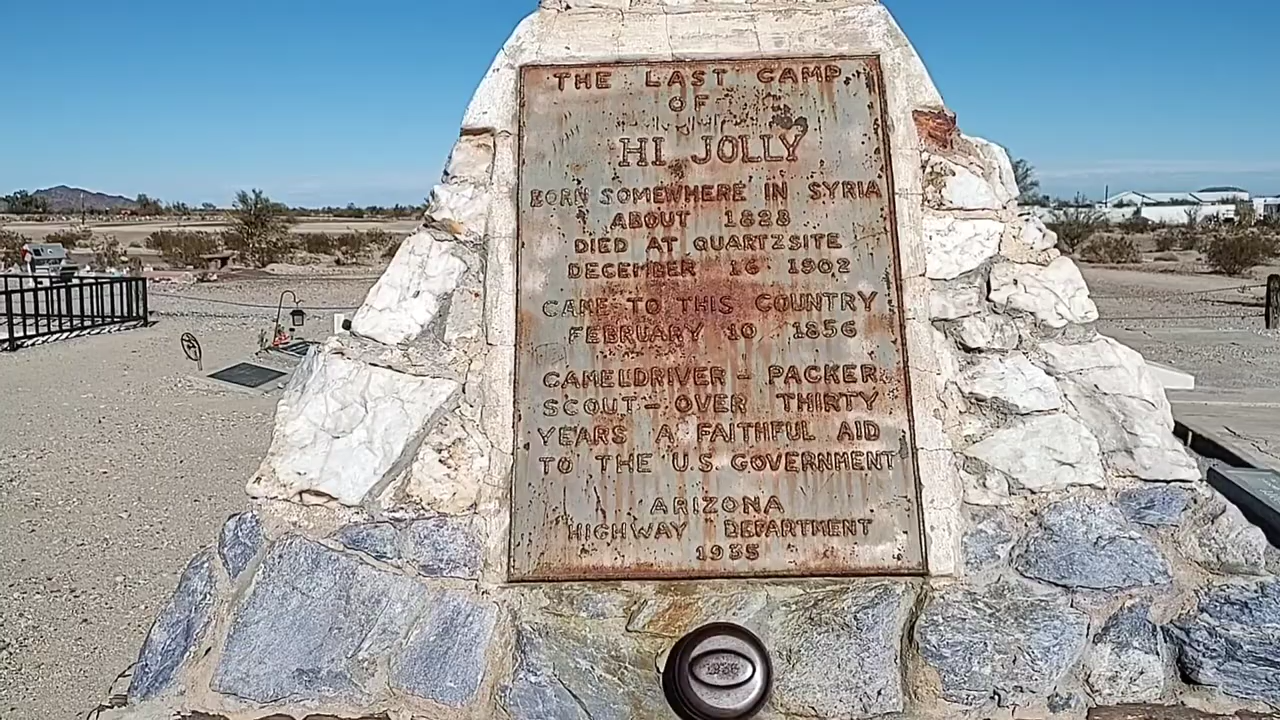 THE LAST CAMP
OF
HI JOLLY
BORN SOMEWHERE IN SYRIA
ABOUT 1828
DIED AT QUARTZSITE
DECEMBER 16 1902
CAME TO THIS COUNTRY
FEBRUARY 10 1856
CAMELDRIVER – PACKER
SCOUT – OVER THIRTY
YEARS A FAITHFUL AID
TO THE U.S. GOVERNMENT
ARIZONA
HIGHWAY DEPARTMENT
1935